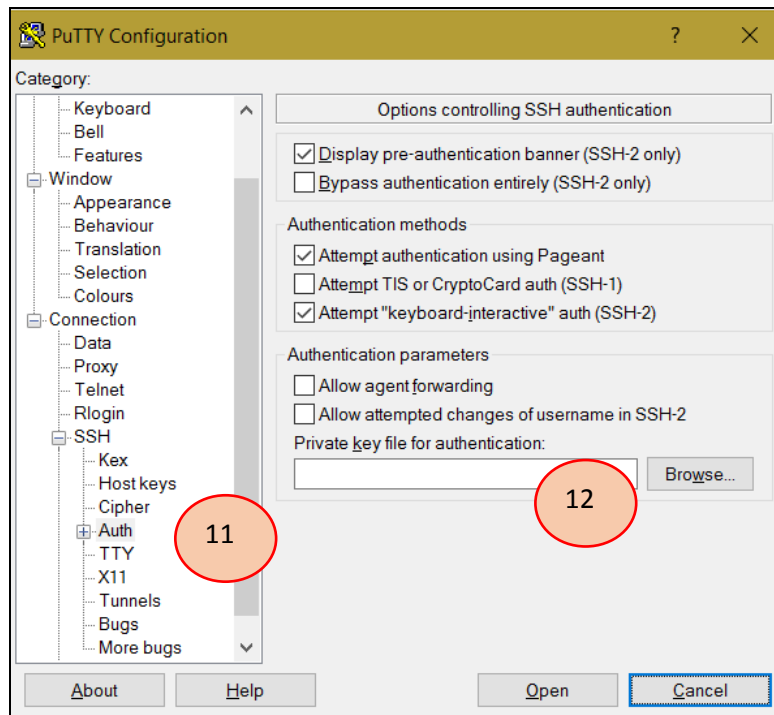 PuTTY Configuration
?
Category:
Keyboard
Bell
Features
Window
Appearance
Behaviour
Translation
Selection
Colours
Connection
Data
Proxy
Telnet
Rlogin
SSH
Kex
Host keys
Cipher
Auth
TTY
X11
Tunnels
Bugs
More bugs
11
Options controlling SSH authentication
Display pre-authentication banner (SSH-2 only)
Bypass authentication entirely (SSH-2 only)
Authentication methods
Attempt authentication using Pageant
Attempt TIS or CryptoCard auth (SSH-1)
Attempt "keyboard-interactive" auth (SSH-2)
Authentication parameters
Allow agent forwarding
Allow attempted changes of username in SSH-2
Private key file for authentication:
Browse...
12
About
Help
Open
Cancel